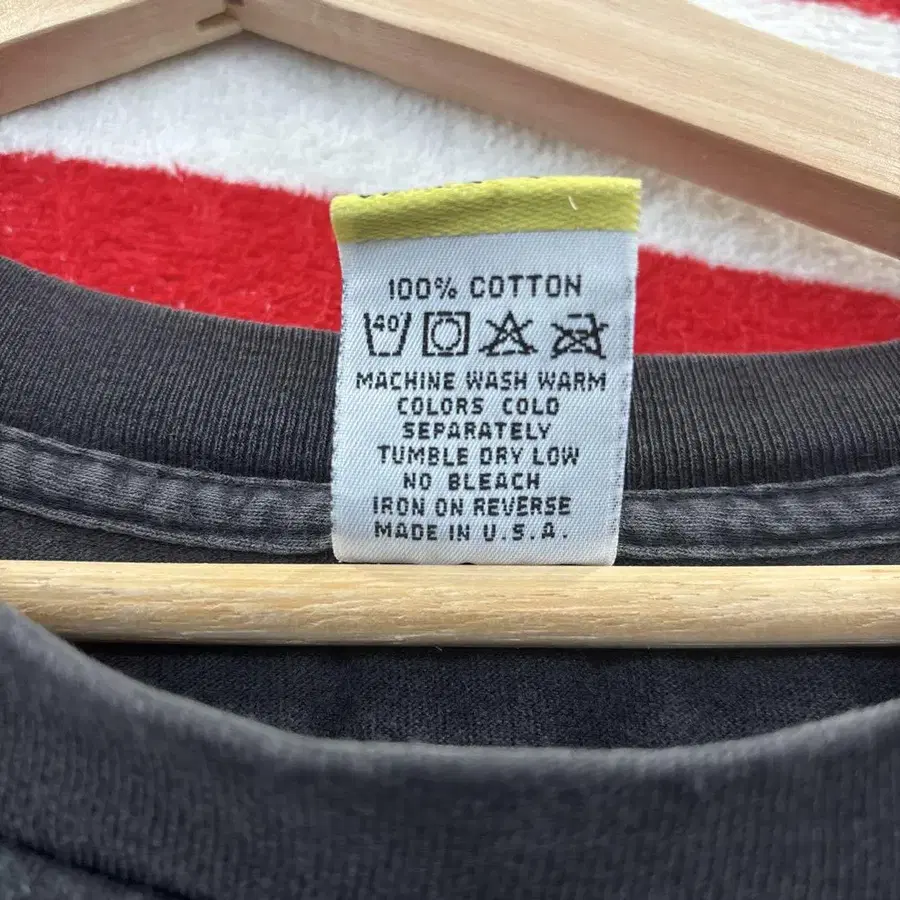 100% COTTON
40
MACHINE WASH WARM
COLORS COLD
SEPARATELY
TUMBLE DRY LOW
NO BLEACH
IRON ON REVERSE
MADE IN U.S.A.